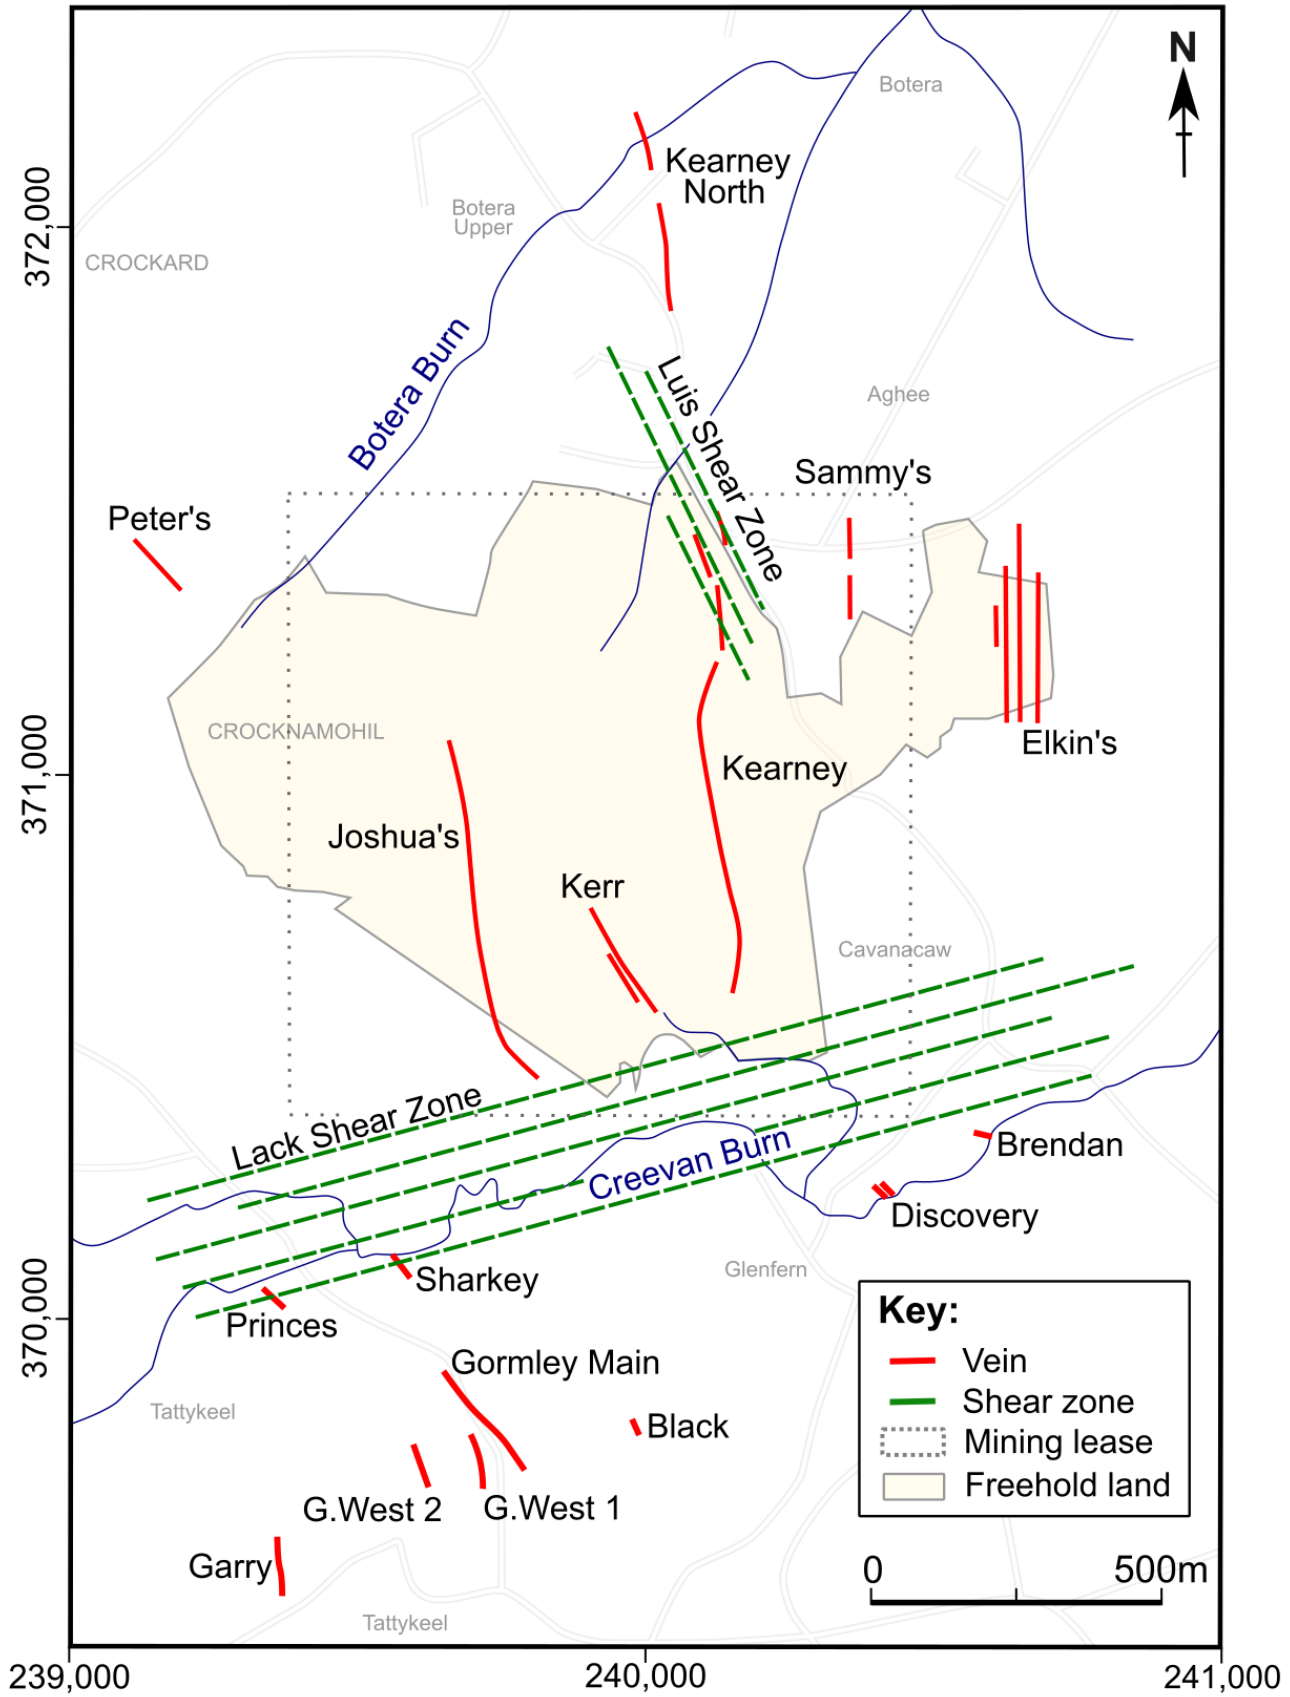 N
Botera
Kearney
North
372,000
Botera
Upper
CROCKARD
Botera Burn
Luis Shear Zone
Aghee
Sammy's
Peter's
CROCKNAMOHIL
Elkin's
371,000
Kearney
Joshua's
Kerr
Cavanacaw
Lack Shear Zone
Creevan Burn
Brendan
Discovery
Glenfern
Sharkey
370,000
Princes
Gormley Main
Tattykeel
Black
G.West 2
G.West 1
Garry
Tattykeel
Key:
Vein
Shear zone
Mining lease
Freehold land
0 500m
239,000 240,000 241,000